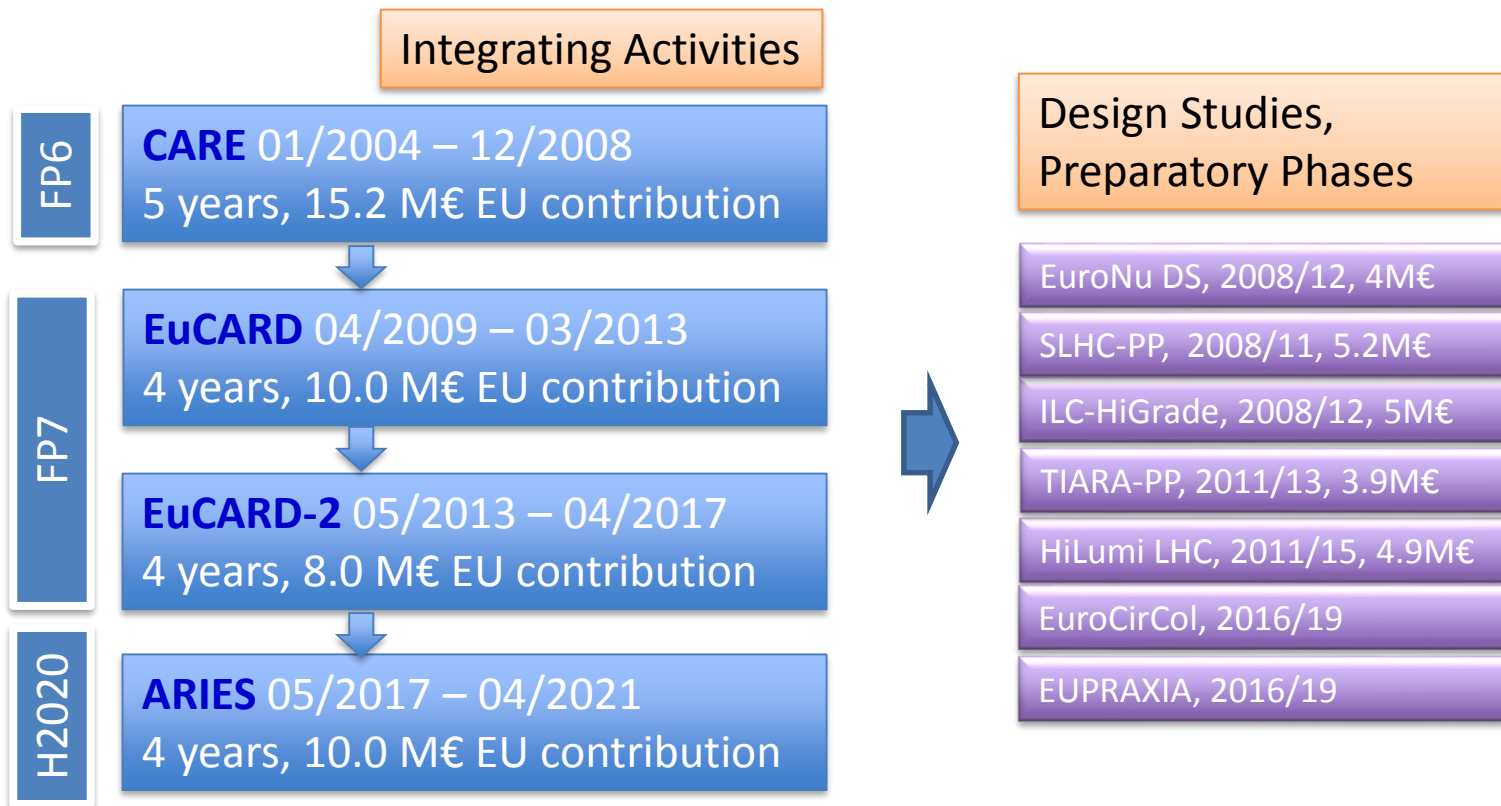 Integrating Activities
FP6
CARE 01/2004 – 12/2008
5 years, 15.2 M€ EU contribution
FP7
EuCARD 04/2009 – 03/2013
4 years, 10.0 M€ EU contribution
EuCARD-2 05/2013 – 04/2017
4 years, 8.0 M€ EU contribution
H2020
ARIES 05/2017 – 04/2021
4 years, 10.0 M€ EU contribution
Design Studies,
Preparatory Phases
EuroNu DS, 2008/12, 4M€
SLHC-PP,  2008/11, 5.2M€
ILC-HiGrade, 2008/12, 5M€
TIARA-PP, 2011/13, 3.9M€
HiLumi LHC, 2011/15, 4.9M€
EuroCirCol, 2016/19
EUPRAXIA, 2016/19